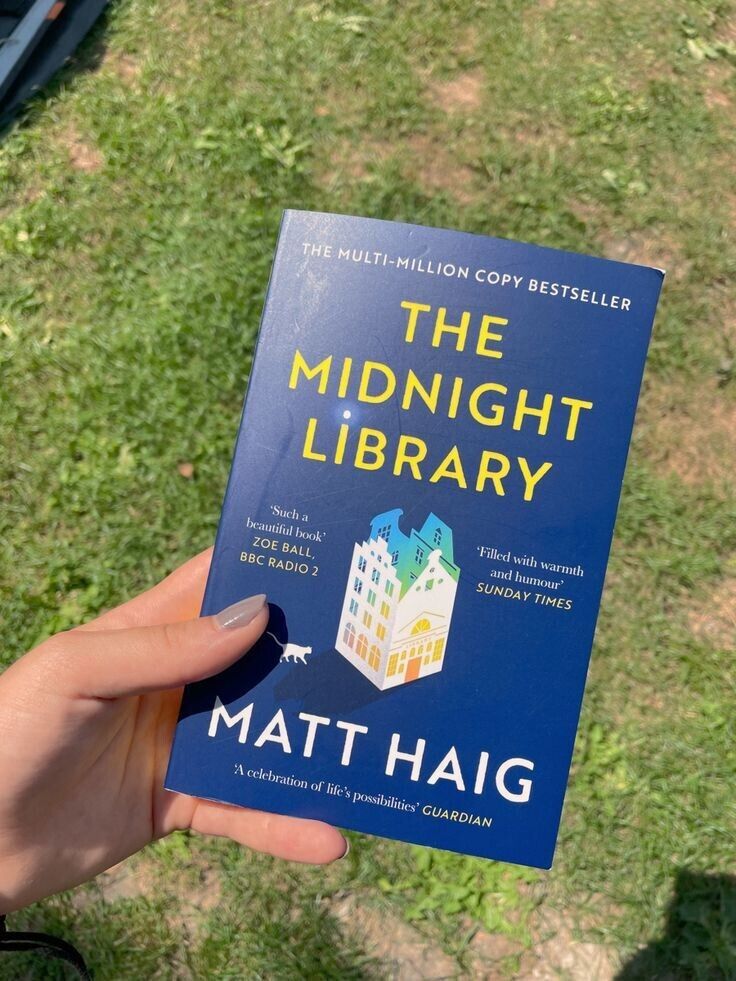 THE MULTI-MILLION COPY BESTSELLER
THE
MIDNIGHT
LIBRARY
'Such a
beautiful book'
ZOE BALL,
BBC RADIO 2
'Filled with warmth
and humour'
SUNDAY TIMES
LIBRARY
MATT HAIG
'A celebration of life's possibilities' GUARDIAN